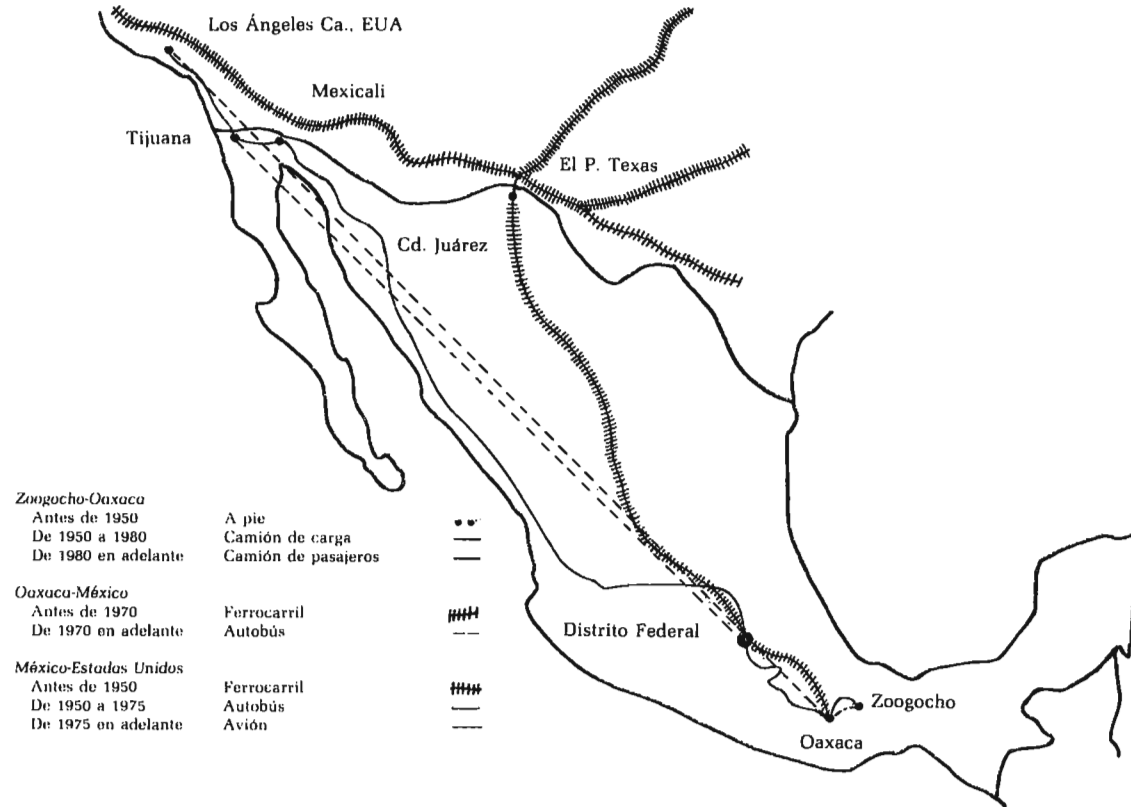 Los Ángeles Ca., EUA
Mexicali
Tijuana
El P. Texas
Cd. Juárez
Zoogocho-Oaxaca
Antes de 1950 A pie
De 1950 a 1980 Camión de carga
De 1980 en adelante Camión de pasajeros
Oaxaca-México
Antes de 1970 Ferrocarril
De 1970 en adelante Autobús
México-Estadas Unidos
Antes de 1950 Ferrocarril
De 1950 a 1975 Autobús
De 1975 en adelante Avión
Distrito Federal
Zoogocho
Oaxaca